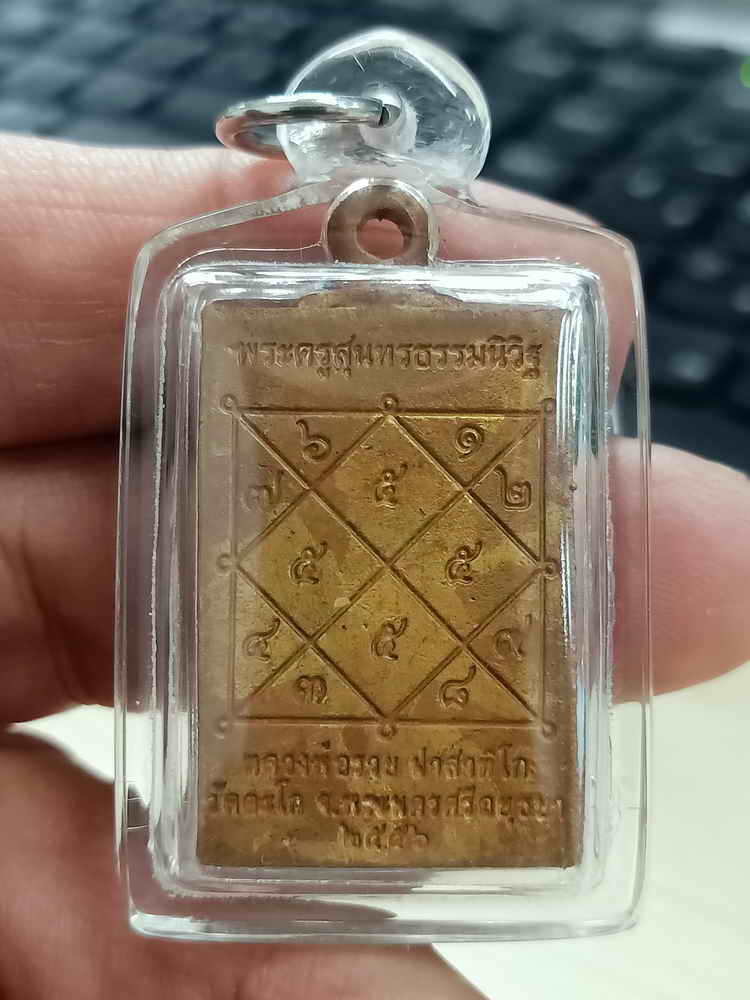 พระครูสุนทรธรรมนิวิฐ
๖ ๑
๗ ๕ ๒
๕ ๕
๔ ๕ ๙
๓ ๘
หลวงพ่อรวย ปาสาทิโก
วัดตะโก จ.พระนครศรีอยุธยา
๒๕๕๖